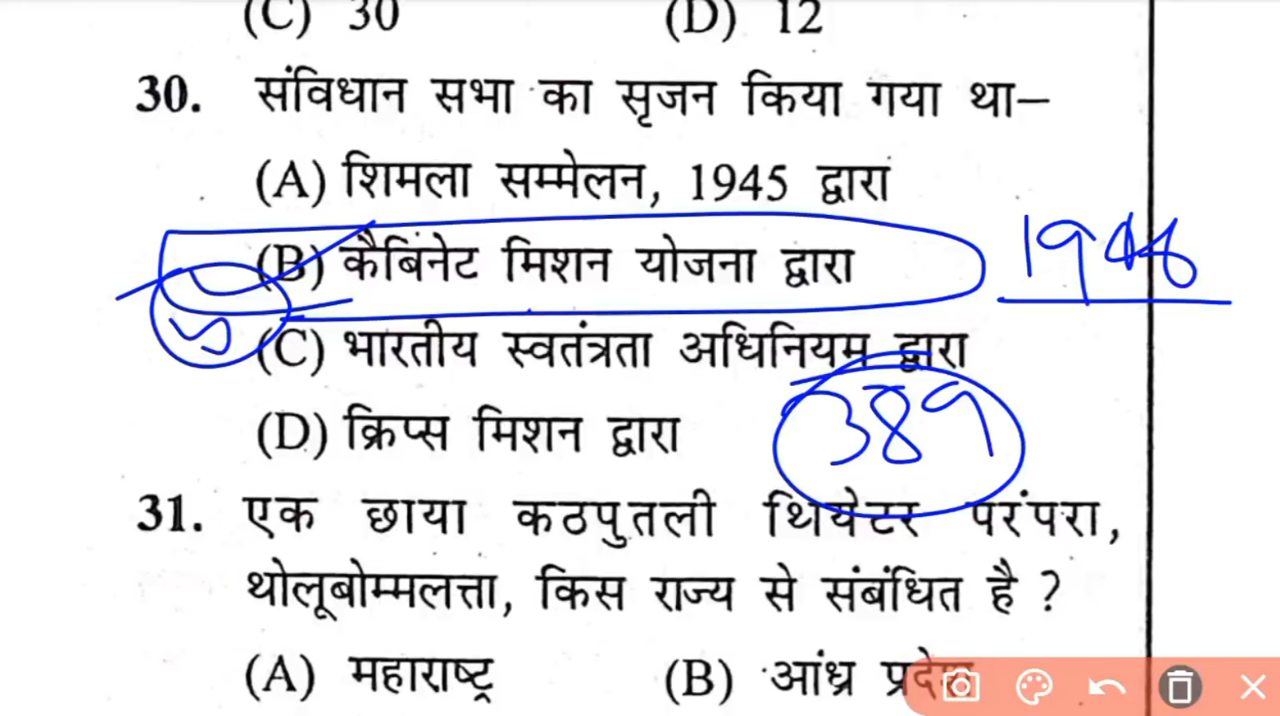 (C) 30 (D) 12
30. संविधान सभा का सृजन किया गया था–
(A) शिमला सम्मेलन, 1945 द्वारा
(B) कैबिनेट मिशन योजना द्वारा
1946
(C) भारतीय स्वतंत्रता अधिनियम द्वारा
389
(D) क्रिप्स मिशन द्वारा
31. एक छाया कठपुतली थियेटर परंपरा,
थोलूबोम्मलत्ता, किस राज्य से संबंधित है ?
(A) महाराष्ट्र (B) आंध्र प्रदेश